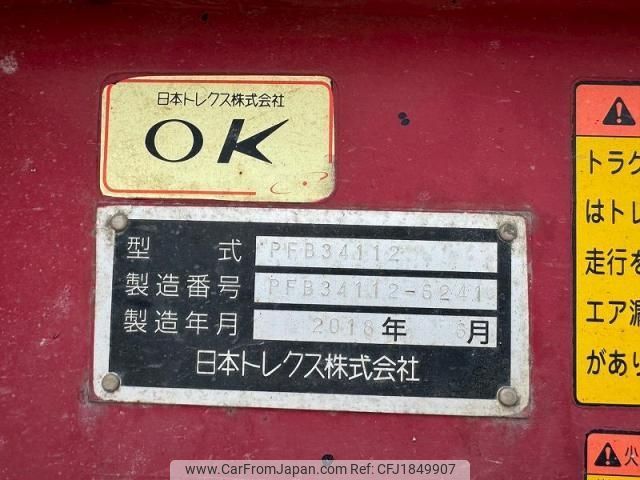 日本トレクス株式会社
OK
型 式 PFB34112
製造番号 PFB34112-6241
製造年月 2018年 6月
日本トレクス株式会社
トラク
はトレ
走行を
エア漏
があり
火
www.CarFromJapan.com Ref ID:CFJ1849907